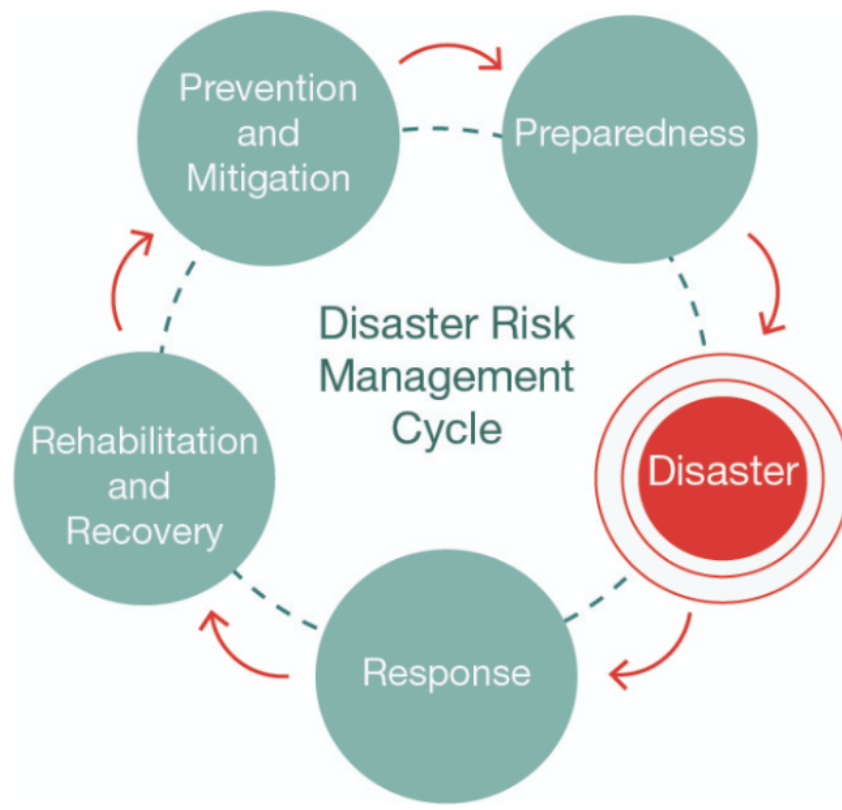 Prevention
and
Mitigation
Preparedness
Disaster Risk
Management
Cycle
Disaster
Rehabilitation
and
Recovery
Response